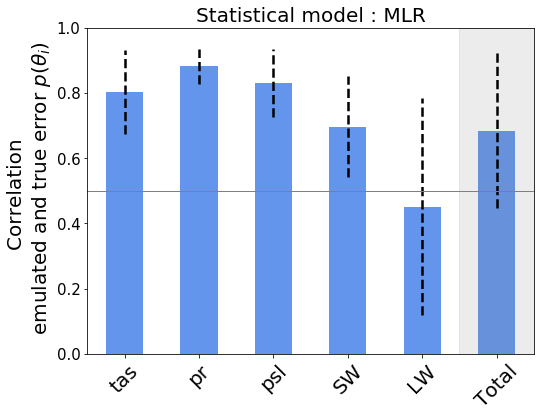 Statistical model : MLR
Correlation
emulated and true error p(θᵢ)
1.0
0.8
0.6
0.4
0.2
0.0
tas
pr
psl
SW
LW
Total